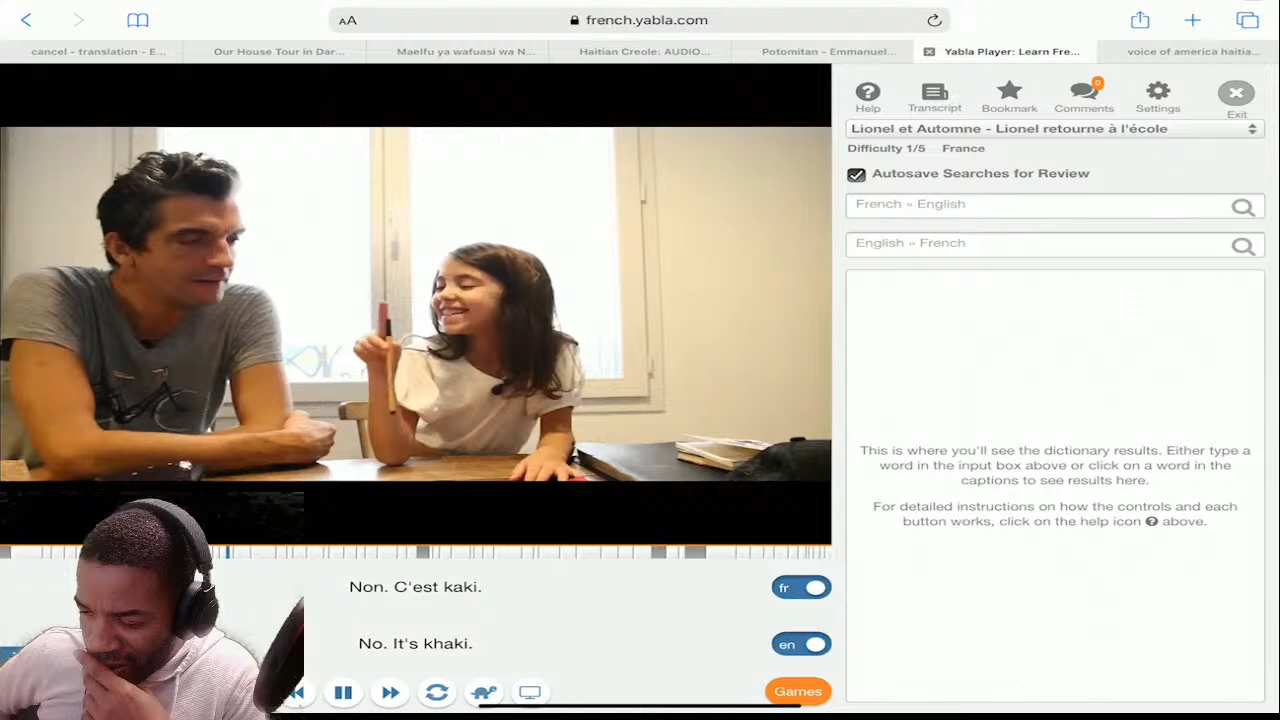 AA
french.yabla.com
cancel - translation - E...
Our House Tour in Dar...
Maelfu ya wafuasi wa N...
Haitian Creole: AUDIO...
Potomitan - Emmanuel...
Yabla Player: Learn Fre...
voice of america haitia...
Help
Transcript
Bookmark
0
Comments
Settings
Exit
Lionel et Automne - Lionel retourne à l'école
Difficulty 1/5 France
Autosave Searches for Review
French » English
English » French
This is where you'll see the dictionary results. Either type a
word in the input box above or click on a word in the
captions to see results here.
For detailed instructions on how the controls and each
button works, click on the help icon ? above.
Non. C'est kaki.
fr
No. It's khaki.
en
Games